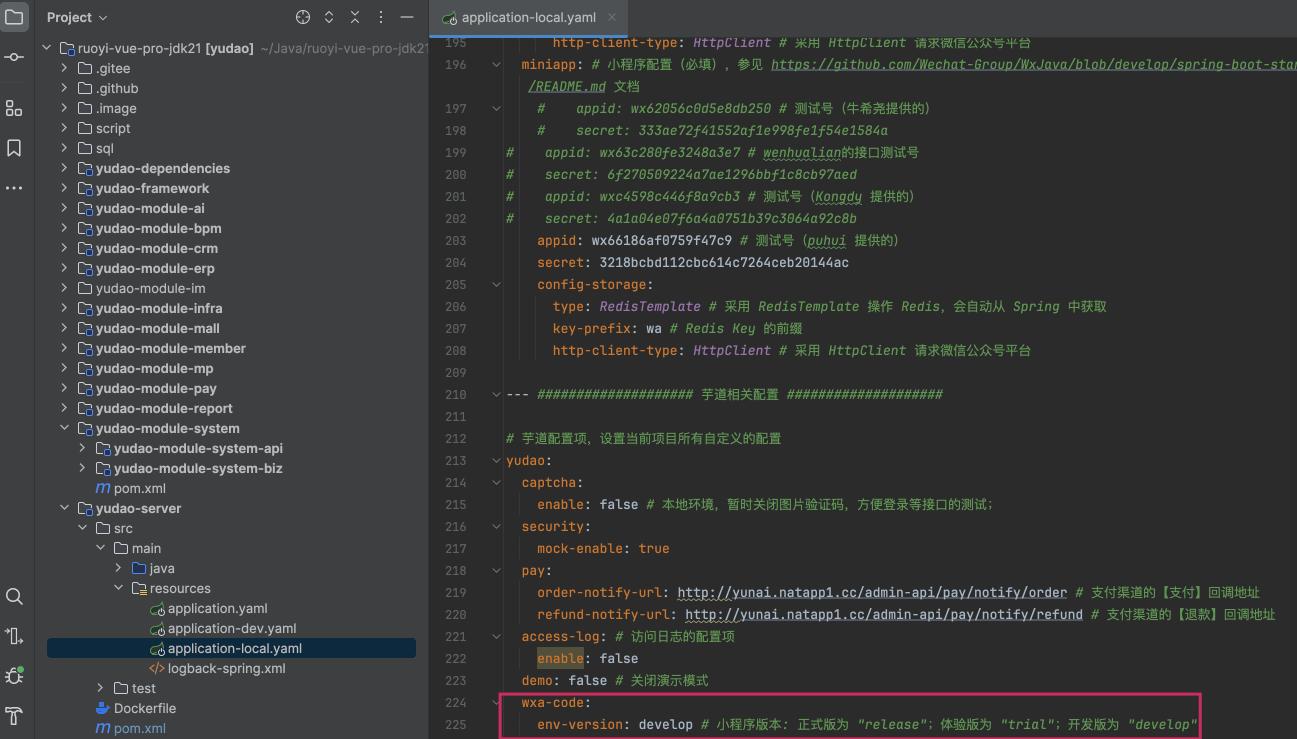 Project
ruoyi-vue-pro-jdk21 [yudao] ~/Java/ruoyi-vue-pro-jdk21
.gitee
.github
.image
script
sql
yudao-dependencies
yudao-framework
yudao-module-ai
yudao-module-bpm
yudao-module-crm
yudao-module-erp
yudao-module-im
yudao-module-infra
yudao-module-mall
yudao-module-member
yudao-module-mp
yudao-module-pay
yudao-module-report
yudao-module-system
yudao-module-system-api
yudao-module-system-biz
m pom.xml
yudao-server
src
main
java
resources
application.yaml
application-dev.yaml
application-local.yaml
</> logback-spring.xml
test
Dockerfile
m pom.xml
application-local.yaml
195 http-client-type: HttpClient # 采用 HttpClient 请求微信公众号平台
196 miniapp: # 小程序配置（必填），参见 https://github.com/Wechat-Group/WxJava/blob/develop/spring-boot-star
/README.md 文档
197 # appid: wx62056c0d5e8db250 # 测试号（牛希尧提供的）
198 # secret: 333ae72f41552af1e998fe1f54e1584a
199 # appid: wx63c280fe3248a3e7 # wenhualian的接口测试号
200 # secret: 6f270509224a7ae1296bbf1c8cb97aed
201 # appid: wxc4598c446f8a9cb3 # 测试号（Kongdy 提供的）
202 # secret: 4a1a04e07f6a4a0751b39c3064a92c8b
203 appid: wx66186af0759f47c9 # 测试号（puhui 提供的）
204 secret: 3218bcbd112cbc614c7264ceb20144ac
205 config-storage:
206 type: RedisTemplate # 采用 RedisTemplate 操作 Redis，会自动从 Spring 中获取
207 key-prefix: wa # Redis Key 的前缀
208 http-client-type: HttpClient # 采用 HttpClient 请求微信公众号平台
209
210 --- #################### 芋道相关配置 ####################
211
212 # 芋道配置项，设置当前项目所有自定义的配置
213 yudao:
214 captcha:
215 enable: false # 本地环境，暂时关闭图片验证码，方便登录等接口的测试；
216 security:
217 mock-enable: true
218 pay:
219 order-notify-url: http://yunai.natapp1.cc/admin-api/pay/notify/order # 支付渠道的【支付】回调地址
220 refund-notify-url: http://yunai.natapp1.cc/admin-api/pay/notify/refund # 支付渠道的【退款】回调地址
221 access-log: # 访问日志的配置项
222 enable: false
223 demo: false # 关闭演示模式
224 wxa-code:
225 env-version: develop # 小程序版本: 正式版为 "release"；体验版为 "trial"；开发版为 "develop"